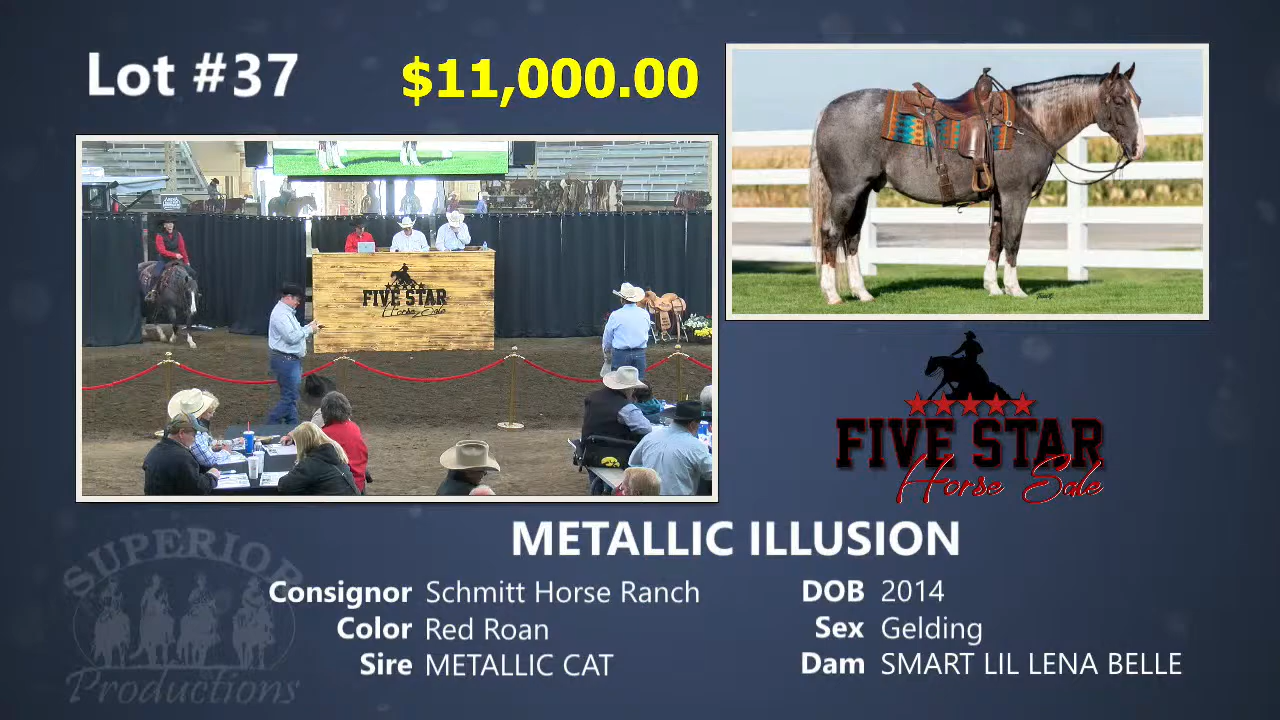 Lot #37
$11,000.00
FIVE STAR
Horse Sale
FIVE STAR
Horse Sale
METALLIC ILLUSION
Consignor Schmitt Horse Ranch
DOB 2014
Color Red Roan
Sex Gelding
Sire METALLIC CAT
Dam SMART LIL LENA BELLE
SUPERIOR
Productions